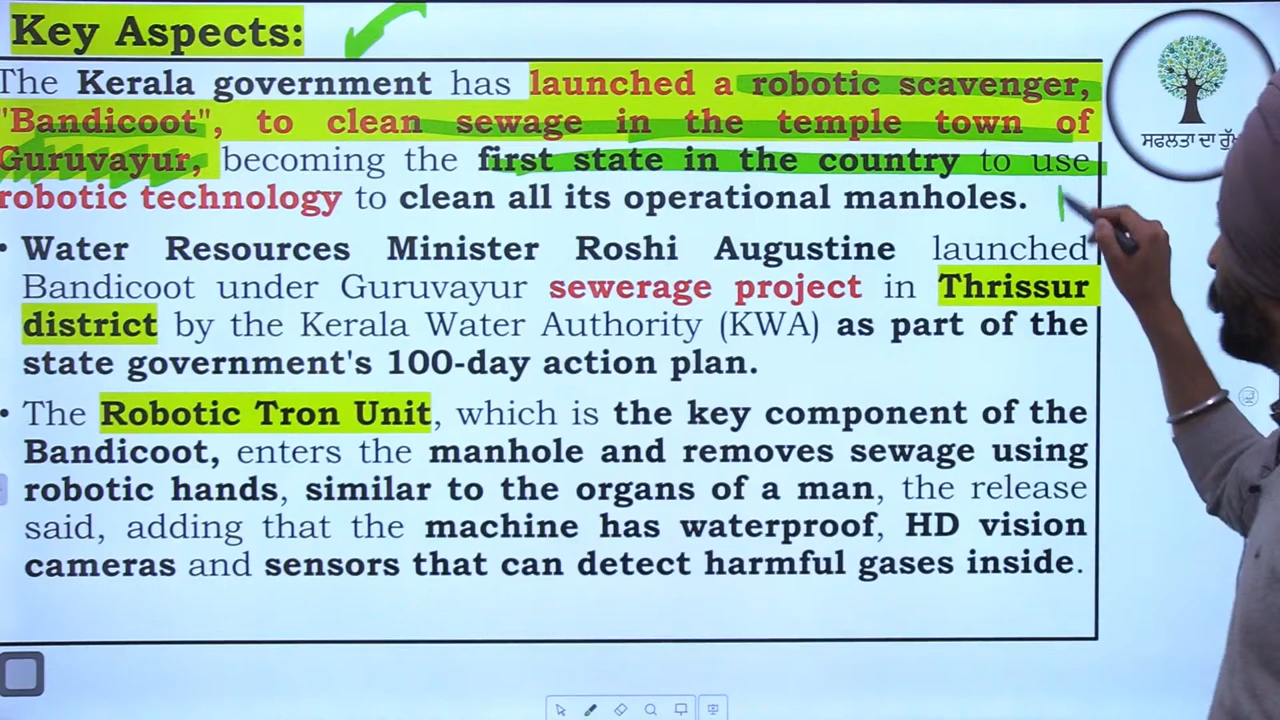 Key Aspects:
The Kerala government has launched a robotic scavenger,
"Bandicoot", to clean sewage in the temple town of
Guruvayur, becoming the first state in the country to use
robotic technology to clean all its operational manholes.
• Water Resources Minister Roshi Augustine launched
Bandicoot under Guruvayur sewerage project in Thrissur
district by the Kerala Water Authority (KWA) as part of the
state government's 100-day action plan.
• The Robotic Tron Unit, which is the key component of the
Bandicoot, enters the manhole and removes sewage using
robotic hands, similar to the organs of a man, the release
said, adding that the machine has waterproof, HD vision
cameras and sensors that can detect harmful gases inside.
ਸਫਲਤਾ ਦਾ ਰੁੱਖ